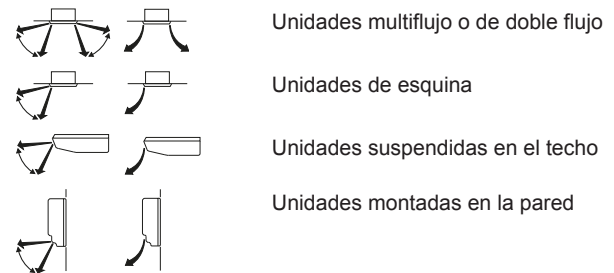 Unidades multiflujo o de doble flujo
Unidades de esquina
Unidades suspendidas en el techo
Unidades montadas en la pared